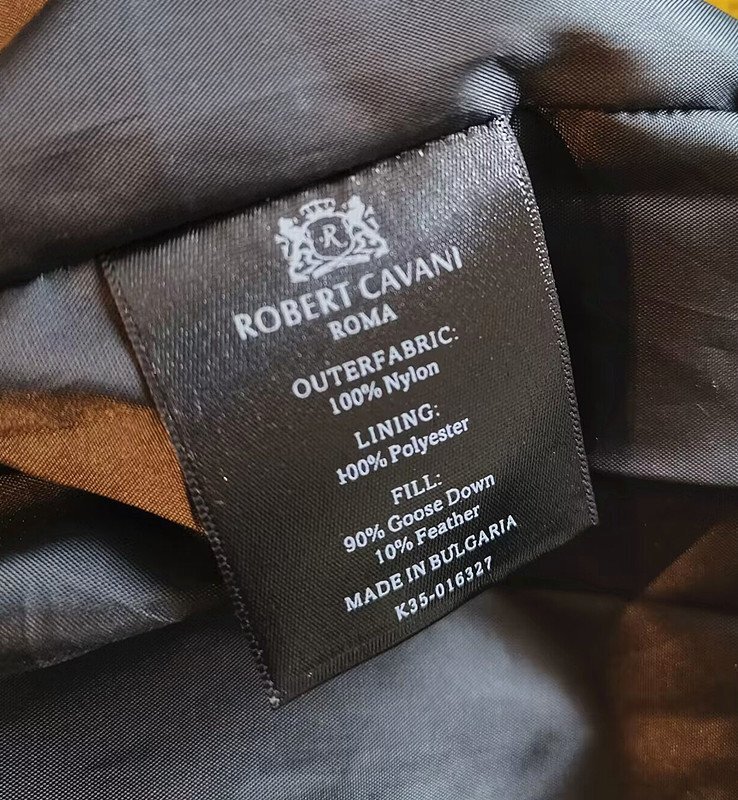 R
ROBERT CAVANI
ROMA
OUTERFABRIC:
100% Nylon
LINING:
100% Polyester
FILL:
90% Goose Down
10% Feather
MADE IN BULGARIA
K35-016327